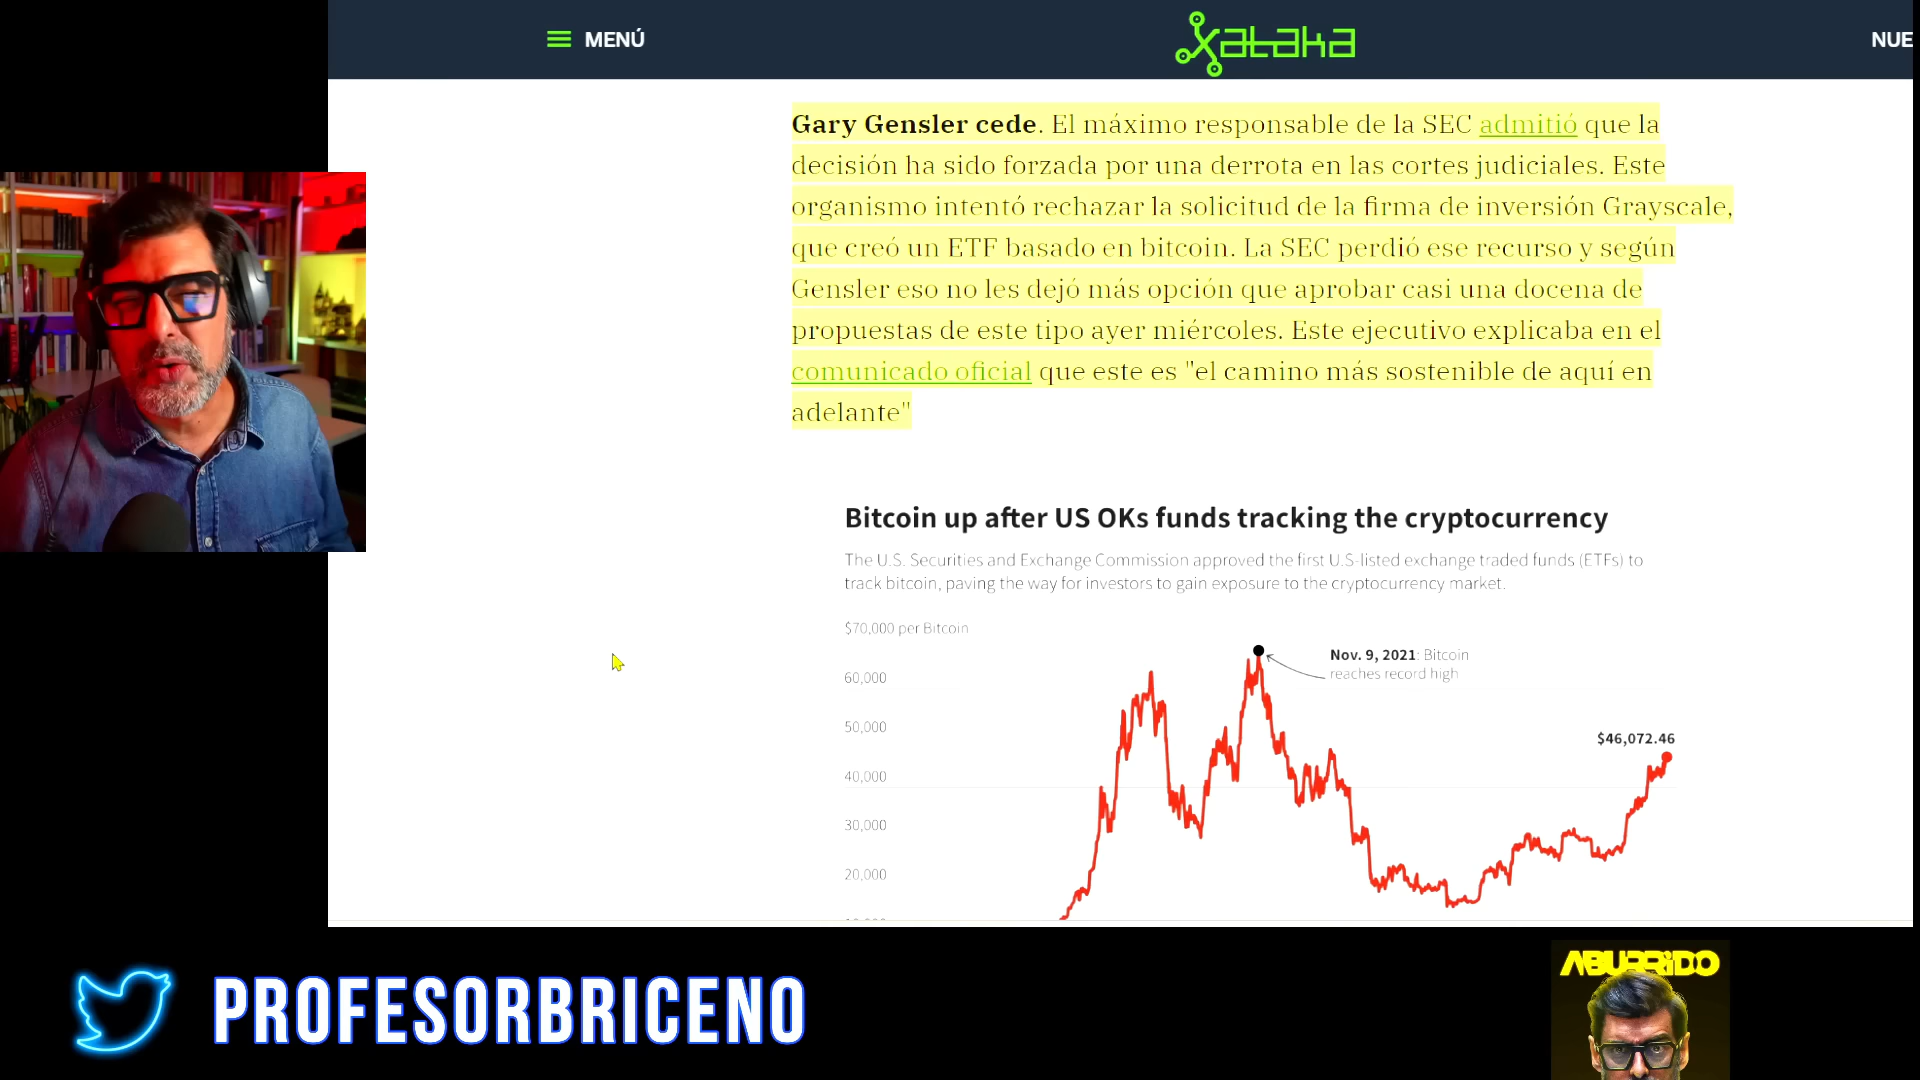 MENÚ
xataka
NUE
Gary Gensler cede. El máximo responsable de la SEC admitió que la
decisión ha sido forzada por una derrota en las cortes judiciales. Este
organismo intentó rechazar la solicitud de la firma de inversión Grayscale,
que creó un ETF basado en bitcoin. La SEC perdió ese recurso y según
Gensler eso no les dejó más opción que aprobar casi una docena de
propuestas de este tipo ayer miércoles. Este ejecutivo explicaba en el
comunicado oficial que este es "el camino más sostenible de aquí en
adelante"
Bitcoin up after US OKs funds tracking the cryptocurrency
The U.S. Securities and Exchange Commission approved the first U.S-listed exchange traded funds (ETFs) to
track bitcoin, paving the way for investors to gain exposure to the cryptocurrency market.
$70,000 per Bitcoin
60,000
50,000
40,000
30,000
20,000
Nov. 9, 2021: Bitcoin
reaches record high
$46,072.46
PROFESORBRICENO
ABURRIDO